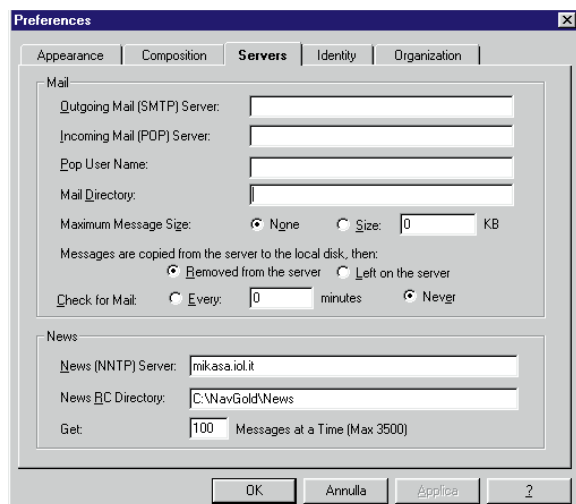 Preferences
Appearance Composition Servers Identity Organization
Mail
Outgoing Mail (SMTP) Server:
Incoming Mail (POP) Server:
Pop User Name:
Mail Directory:
Maximum Message Size: None Size: 0 KB
Messages are copied from the server to the local disk, then:
Removed from the server Left on the server
Check for Mail: Every: 0 minutes Never
News
News (NNTP) Server: mikasa.iol.it
News RC Directory: C:\NavGold\News
Get: 100 Messages at a Time (Max 3500)
OK Annulla Applica ?